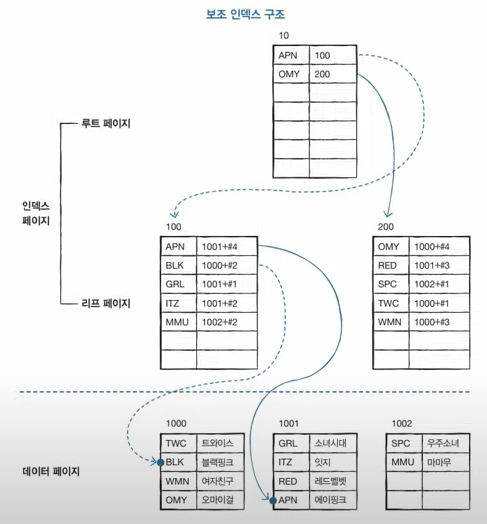 보조 인덱스 구조
10
APN 100
OMY 200
루트 페이지
인덱스
페이지
리프 페이지
100
APN 1001+#4
BLK 1000+#2
GRL 1001+#1
ITZ 1001+#2
MMU 1002+#2
200
OMY 1000+#4
RED 1001+#3
SPC 1002+#1
TWC 1000+#1
WMN 1000+#3
데이터 페이지
1000
TWC 트와이스
BLK 블랙핑크
WMN 여자친구
OMY 오마이걸
1001
GRL 소녀시대
ITZ 잇지
RED 레드벨벳
APN 에이핑크
1002
SPC 우주소녀
MMU 마마무